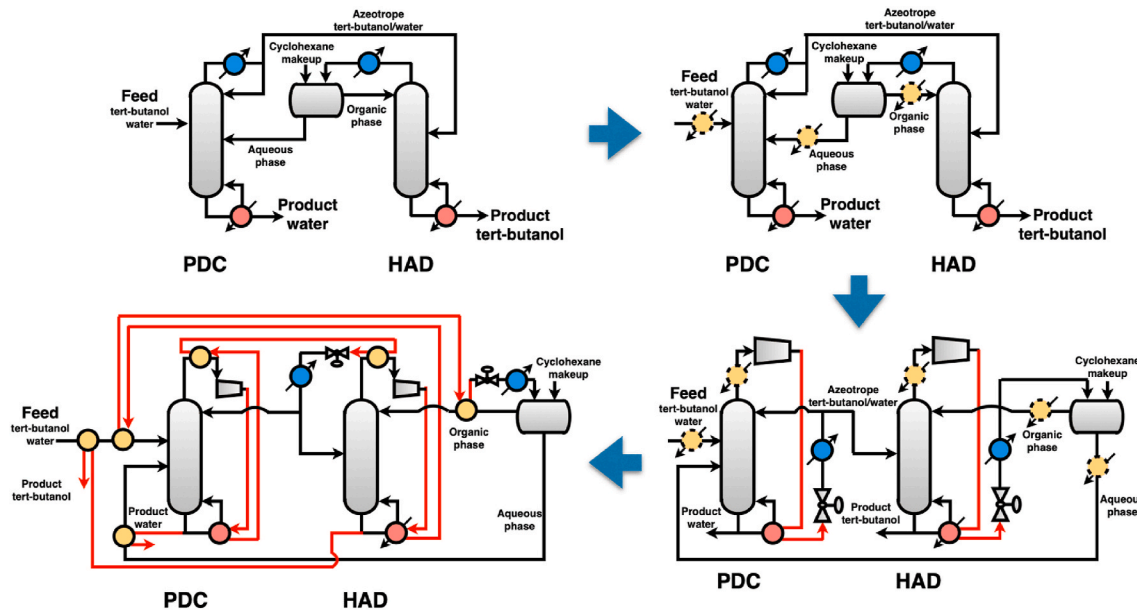 Azeotrope
tert-butanol/water
Cyclohexane
makeup
Feed
tert-butanol
water
Organic
phase
Aqueous
phase
Product
water
Product
tert-butanol
PDC
HAD
Azeotrope
tert-butanol/water
Cyclohexane
makeup
Feed
tert-butanol
water
Organic
phase
Aqueous
phase
Product
water
Product
tert-butanol
PDC
HAD
Cyclohexane
makeup
Feed
tert-butanol
water
Organic
phase
Product
tert-butanol
Product
water
Aqueous
phase
PDC
HAD
Cyclohexane
makeup
Azeotrope
tert-butanol/water
Feed
tert-butanol
water
Organic
phase
Aqueous
phase
Product
water
Product
tert-butanol
PDC
HAD